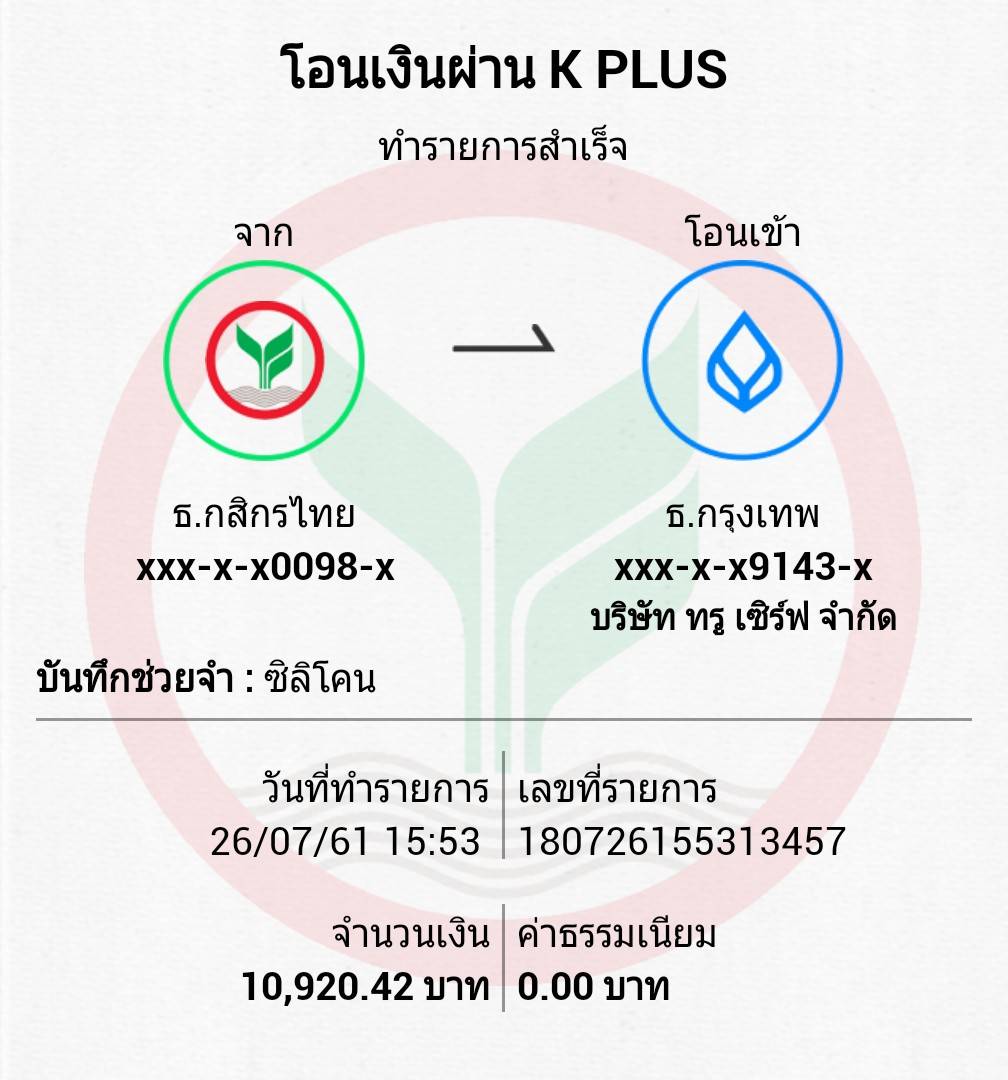 โอนเงินผ่าน K PLUS
ทำรายการสำเร็จ
จาก
โอนเข้า
ธ.กสิกรไทย
xxx-x-x0098-x
ธ.กรุงเทพ
xxx-x-x9143-x
บริษัท ทรู เซิร์ฟ จำกัด
บันทึกช่วยจำ : ซิลิโคน
วันที่ทำรายการ
26/07/61 15:53
เลขที่รายการ
180726155313457
จำนวนเงิน
10,920.42 บาท
ค่าธรรมเนียม
0.00 บาท